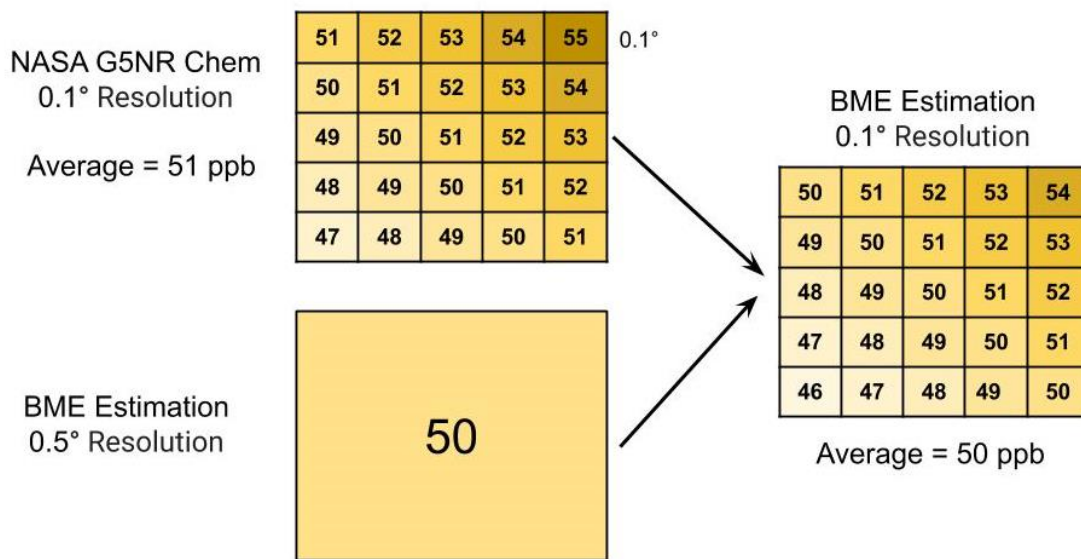 NASA G5NR Chem
0.1° Resolution
Average = 51 ppb
51 52 53 54 55
50 51 52 53 54
49 50 51 52 53
48 49 50 51 52
47 48 49 50 51
0.1°
BME Estimation
0.5° Resolution
50
BME Estimation
0.1° Resolution
50 51 52 53 54
49 50 51 52 53
48 49 50 51 52
47 48 49 50 51
46 47 48 49 50
Average = 50 ppb